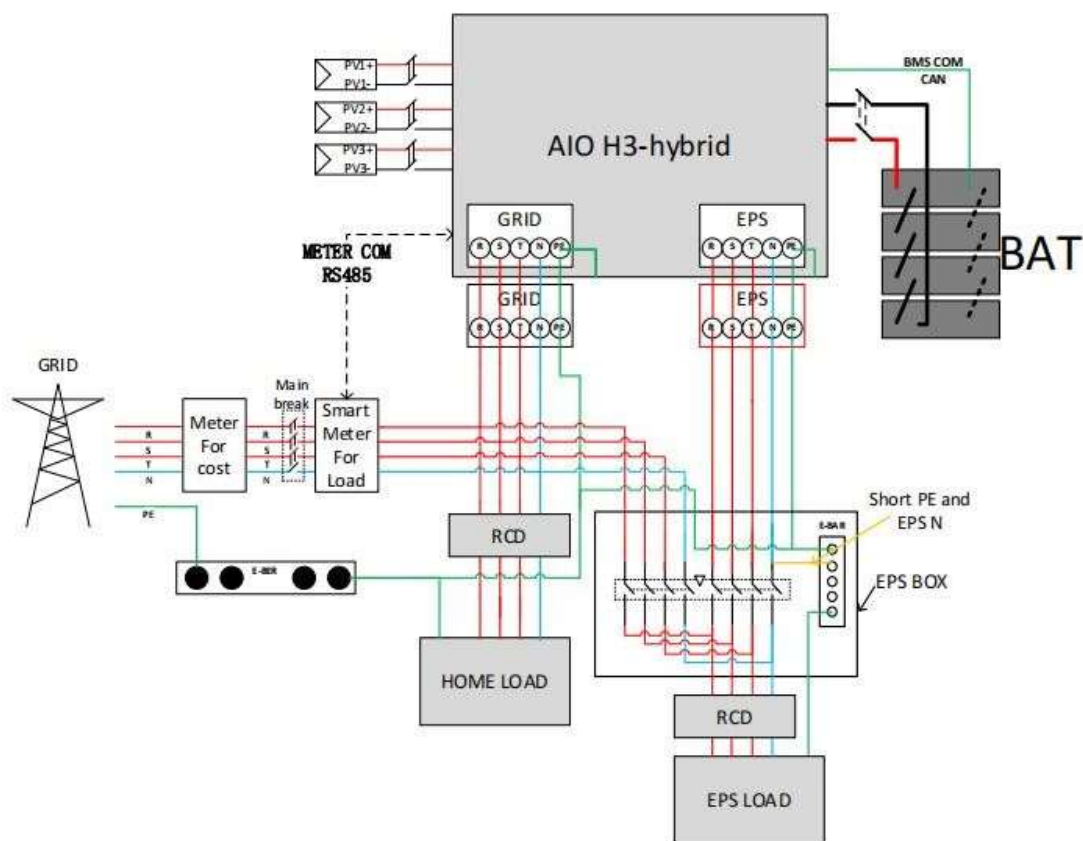 PV1+
PV1-
PV2+
PV2-
PV3+
PV3-
AIO H3-hybrid
BMS COM
CAN
BAT
GRID
R S T N PE
EPS
R S T N PE
METER COM
RS485
GRID
R S T N PE
EPS
R S T N PE
GRID
Meter
For
cost
Main
break
Smart
Meter
For
Load
R
S
T
N
R
S
T
N
PE
E-BER
RCD
HOME LOAD
Short PE and
EPS N
E-BAR
EPS BOX
RCD
EPS LOAD